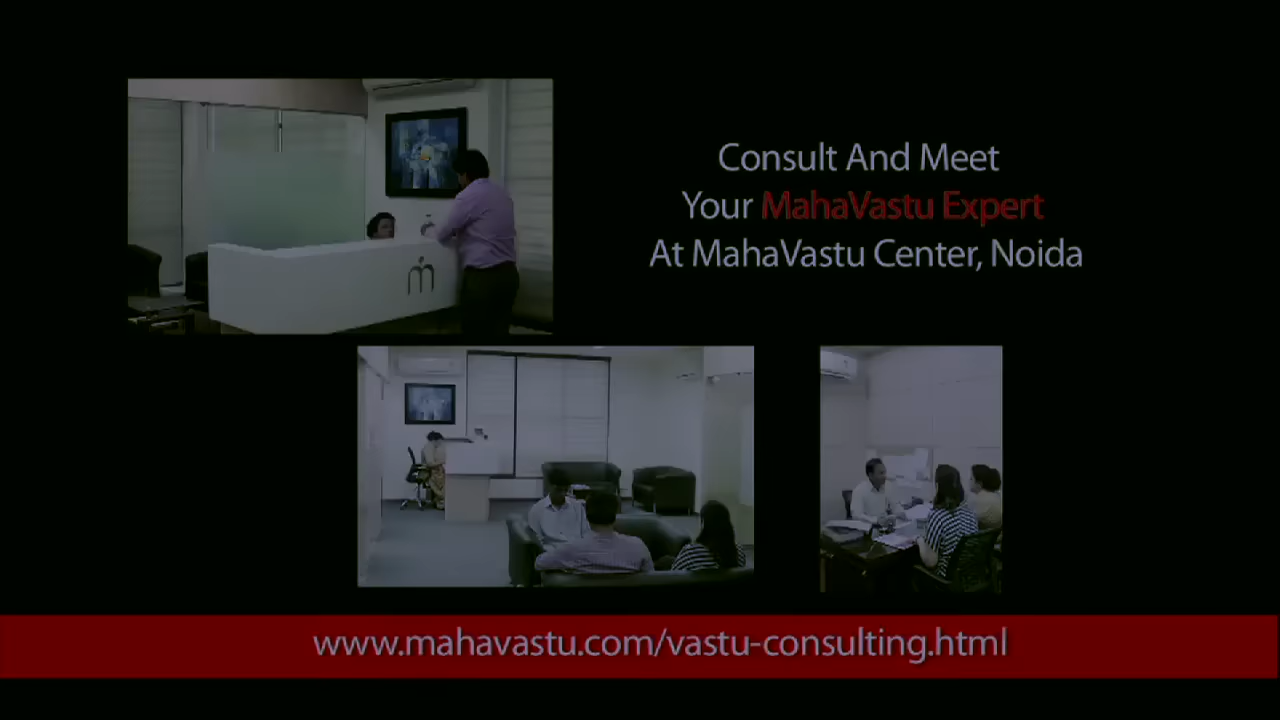 Consult And Meet
Your MahaVastu Expert
At MahaVastu Center, Noida
www.mahavastu.com/vastu-consulting.html